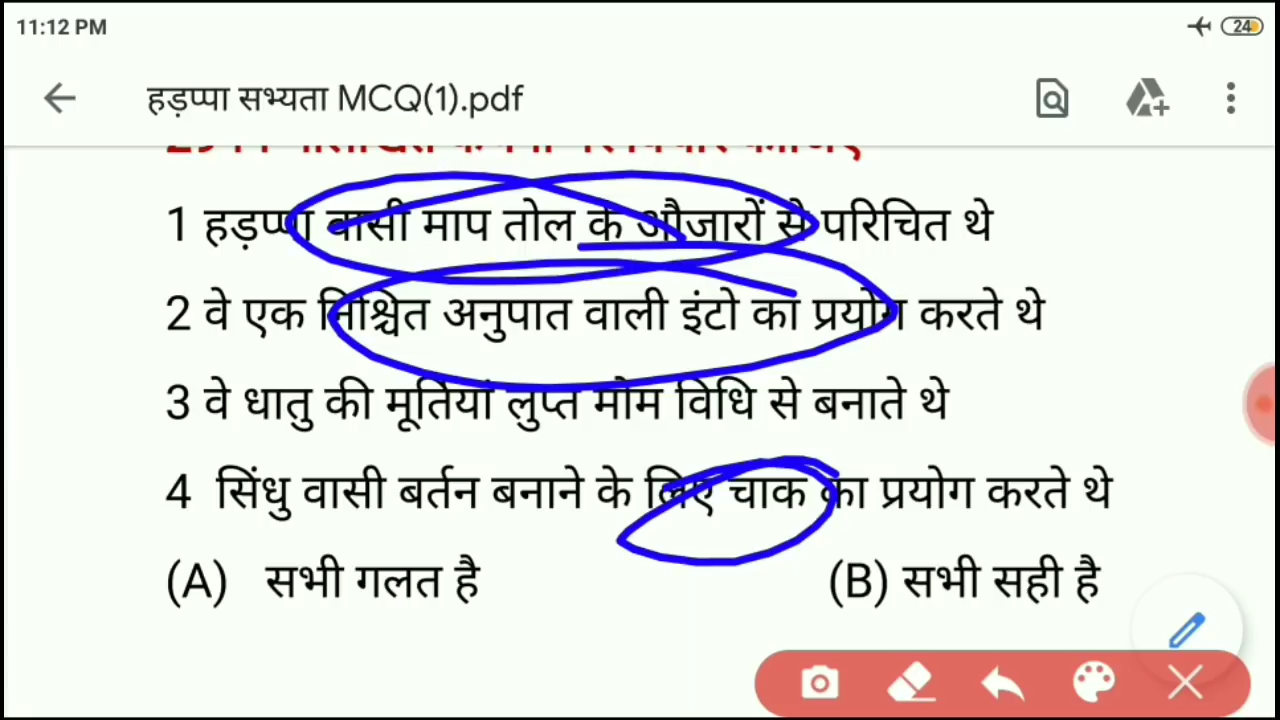 11:12 PM
24
हड़प्पा सभ्यता MCQ(1).pdf
1 हड़प्पा वासी माप तोल के औजारों से परिचित थे
2 वे एक निश्चित अनुपात वाली इंटो का प्रयोग करते थे
3 वे धातु की मूर्तियां लुप्त मोम विधि से बनाते थे
4 सिंधु वासी बर्तन बनाने के लिए चाक का प्रयोग करते थे
(A) सभी गलत है (B) सभी सही है